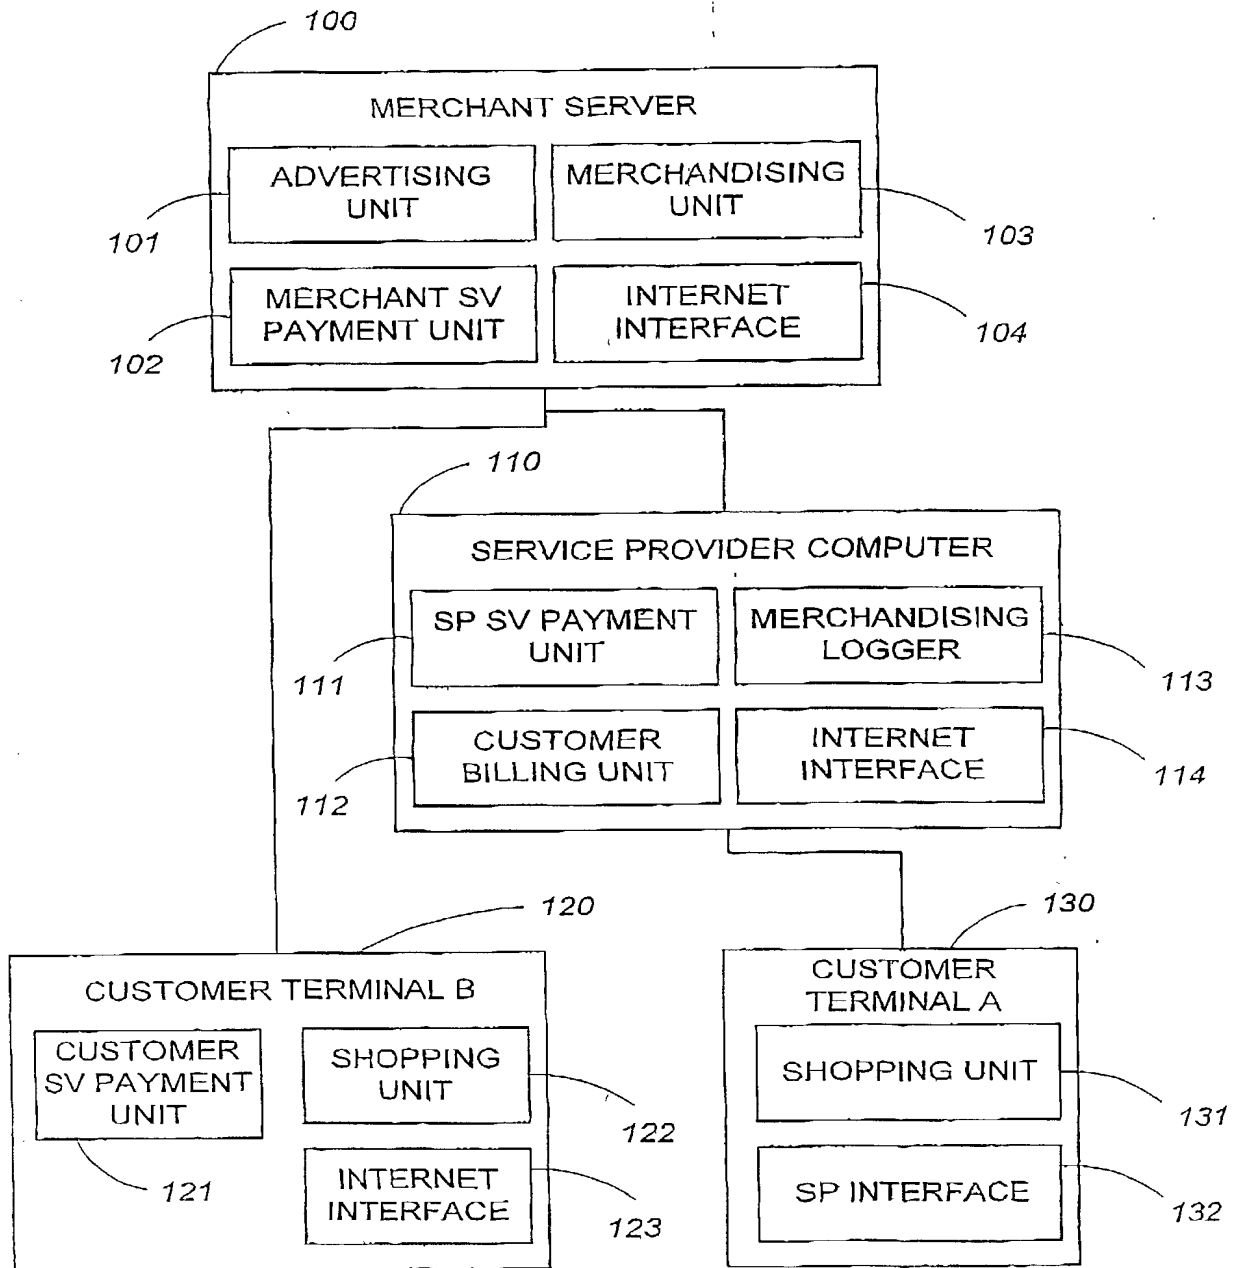 100
MERCHANT SERVER
ADVERTISING
UNIT
MERCHANDISING
UNIT
101
103
MERCHANT SV
PAYMENT UNIT
INTERNET
INTERFACE
102
104
110
SERVICE PROVIDER COMPUTER
SP SV PAYMENT
UNIT
MERCHANDISING
LOGGER
111
113
CUSTOMER
BILLING UNIT
INTERNET
INTERFACE
112
114
120
130
CUSTOMER TERMINAL B
CUSTOMER
SV PAYMENT
UNIT
SHOPPING
UNIT
121
122
INTERNET
INTERFACE
123
CUSTOMER
TERMINAL A
SHOPPING UNIT
131
SP INTERFACE
132